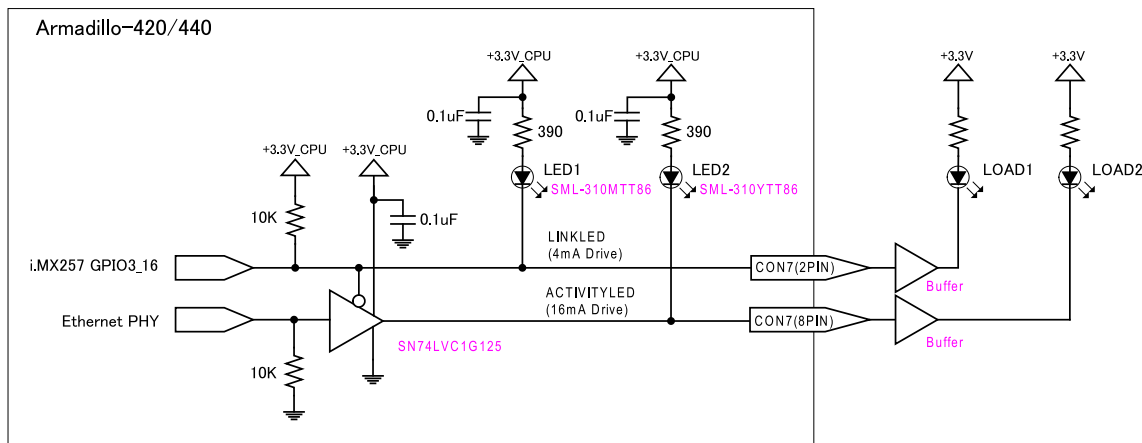 Armadillo-420/440
+3.3V_CPU
+3.3V_CPU
+3.3V
+3.3V
0.1uF
390
0.1uF
390
+3.3V_CPU
+3.3V_CPU
LED1
SML-310MTT86
LED2
SML-310YTT86
LOAD1
LOAD2
10K
0.1uF
LINKLED
(4mA Drive)
i.MX257 GPIO3_16
CON7(2PIN)
Buffer
ACTIVITYLED
(16mA Drive)
Ethernet PHY
CON7(8PIN)
Buffer
SN74LVC1G125
10K